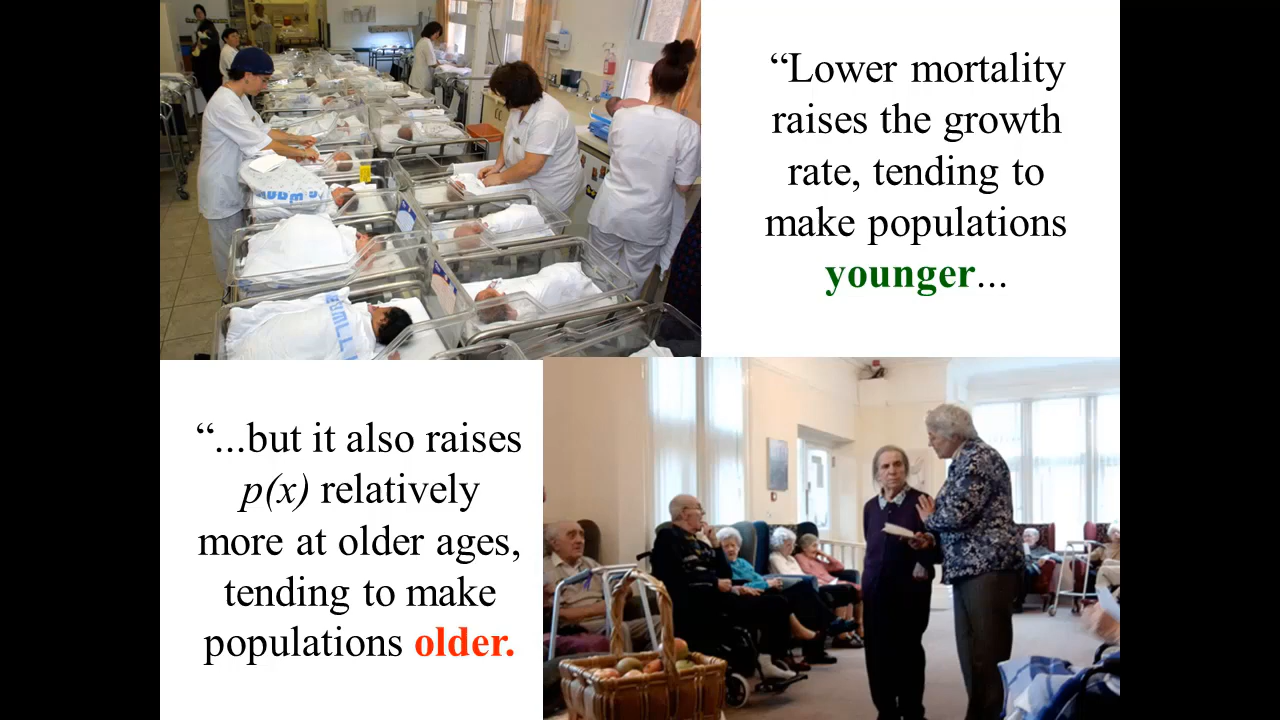 “Lower mortality
raises the growth
rate, tending to
make populations
younger...
“...but it also raises
p(x) relatively
more at older ages,
tending to make
populations older.